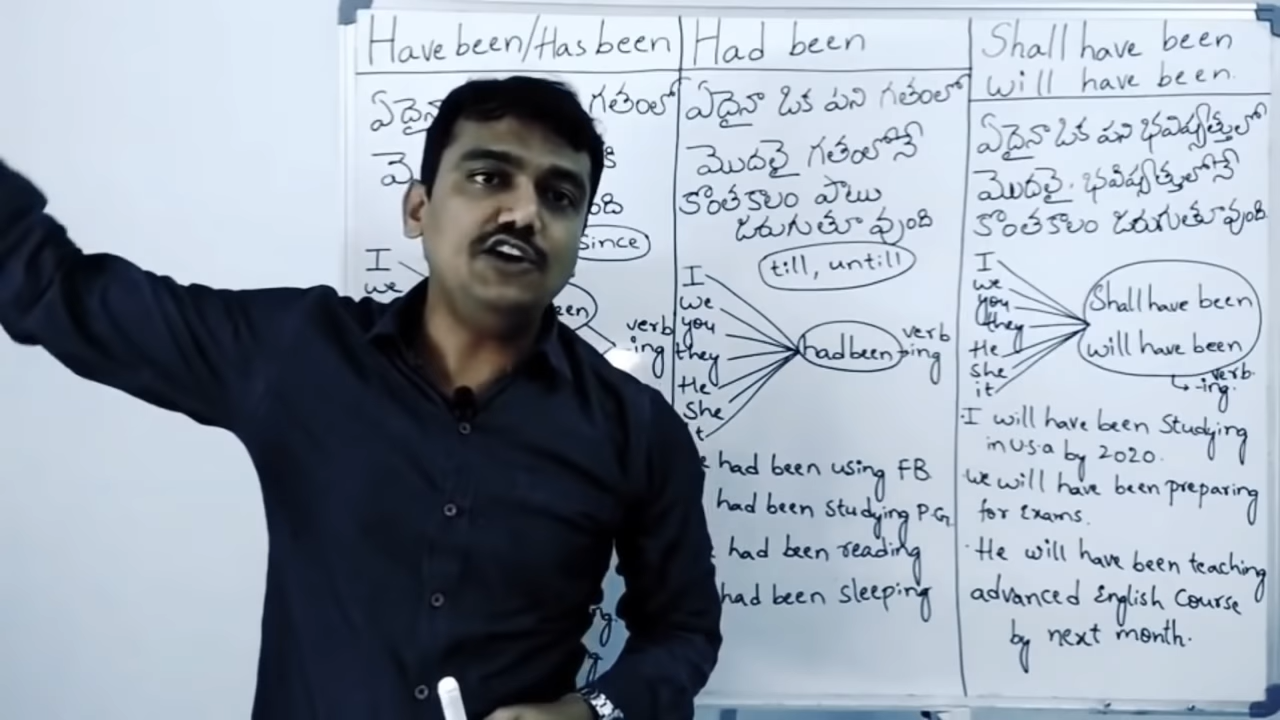 Have been/Has been
ఏదైనా గతంలో
Since
I
we
een
verb
ing
Had been
ఏదైనా ఒక పని గతంలో
మొదలై గతంలోనే
కొంతకాలం పాటు
జరుగుతూ వుంది
till, until
I
we
you
they
He
She
it
had been
verb
ing
had been using FB
had been studying P.G.
had been reading
had been sleeping
Shall have been
will have been.
ఏదైనా ఒక పని భవిష్యత్తులో
మొదలై. భవిష్యత్తులోనే
కొంతకాలం జరుగుతూవుంది.
I
we
you
they
He
she
it
Shall have been
will have been
verb.
-ing.
I will have been Studying
in u.s.a by 2020.
we will have been preparing
for Exams.
He will have been teaching
advanced English Course
by next month.